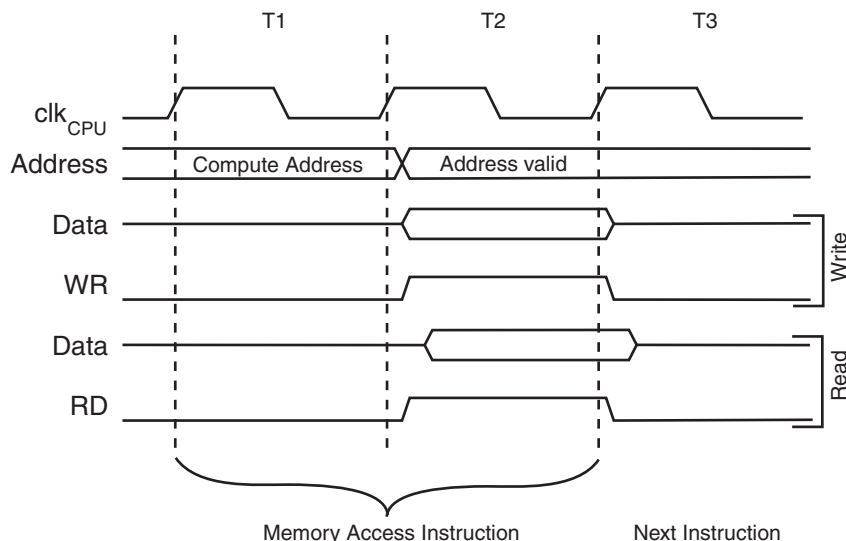 T1 T2 T3
clkCPU
Address Compute Address Address valid
Data
WR
Write
Data
RD
Read
Memory Access Instruction Next Instruction